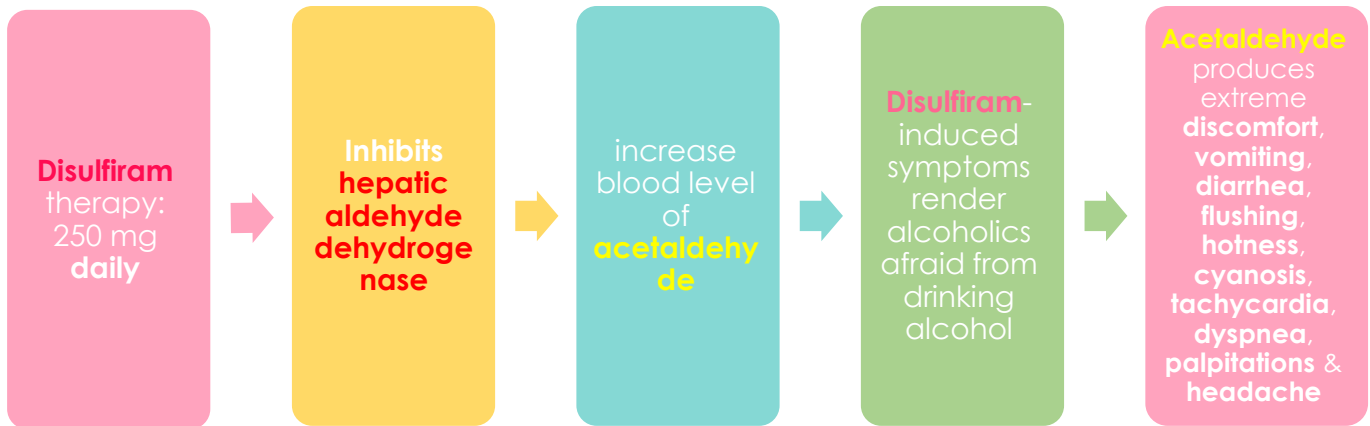 Disulfiram
therapy:
250 mg
daily
Inhibits
hepatic
aldehyde
dehydroge
nase
increase
blood level
of
acetaldehy
de
Disulfiram-
induced
symptoms
render
alcoholics
afraid from
drinking
alcohol
Acetaldehyde
produces
extreme
discomfort,
vomiting,
diarrhea,
flushing,
hotness,
cyanosis,
tachycardia,
dyspnea,
palpitations &
headache